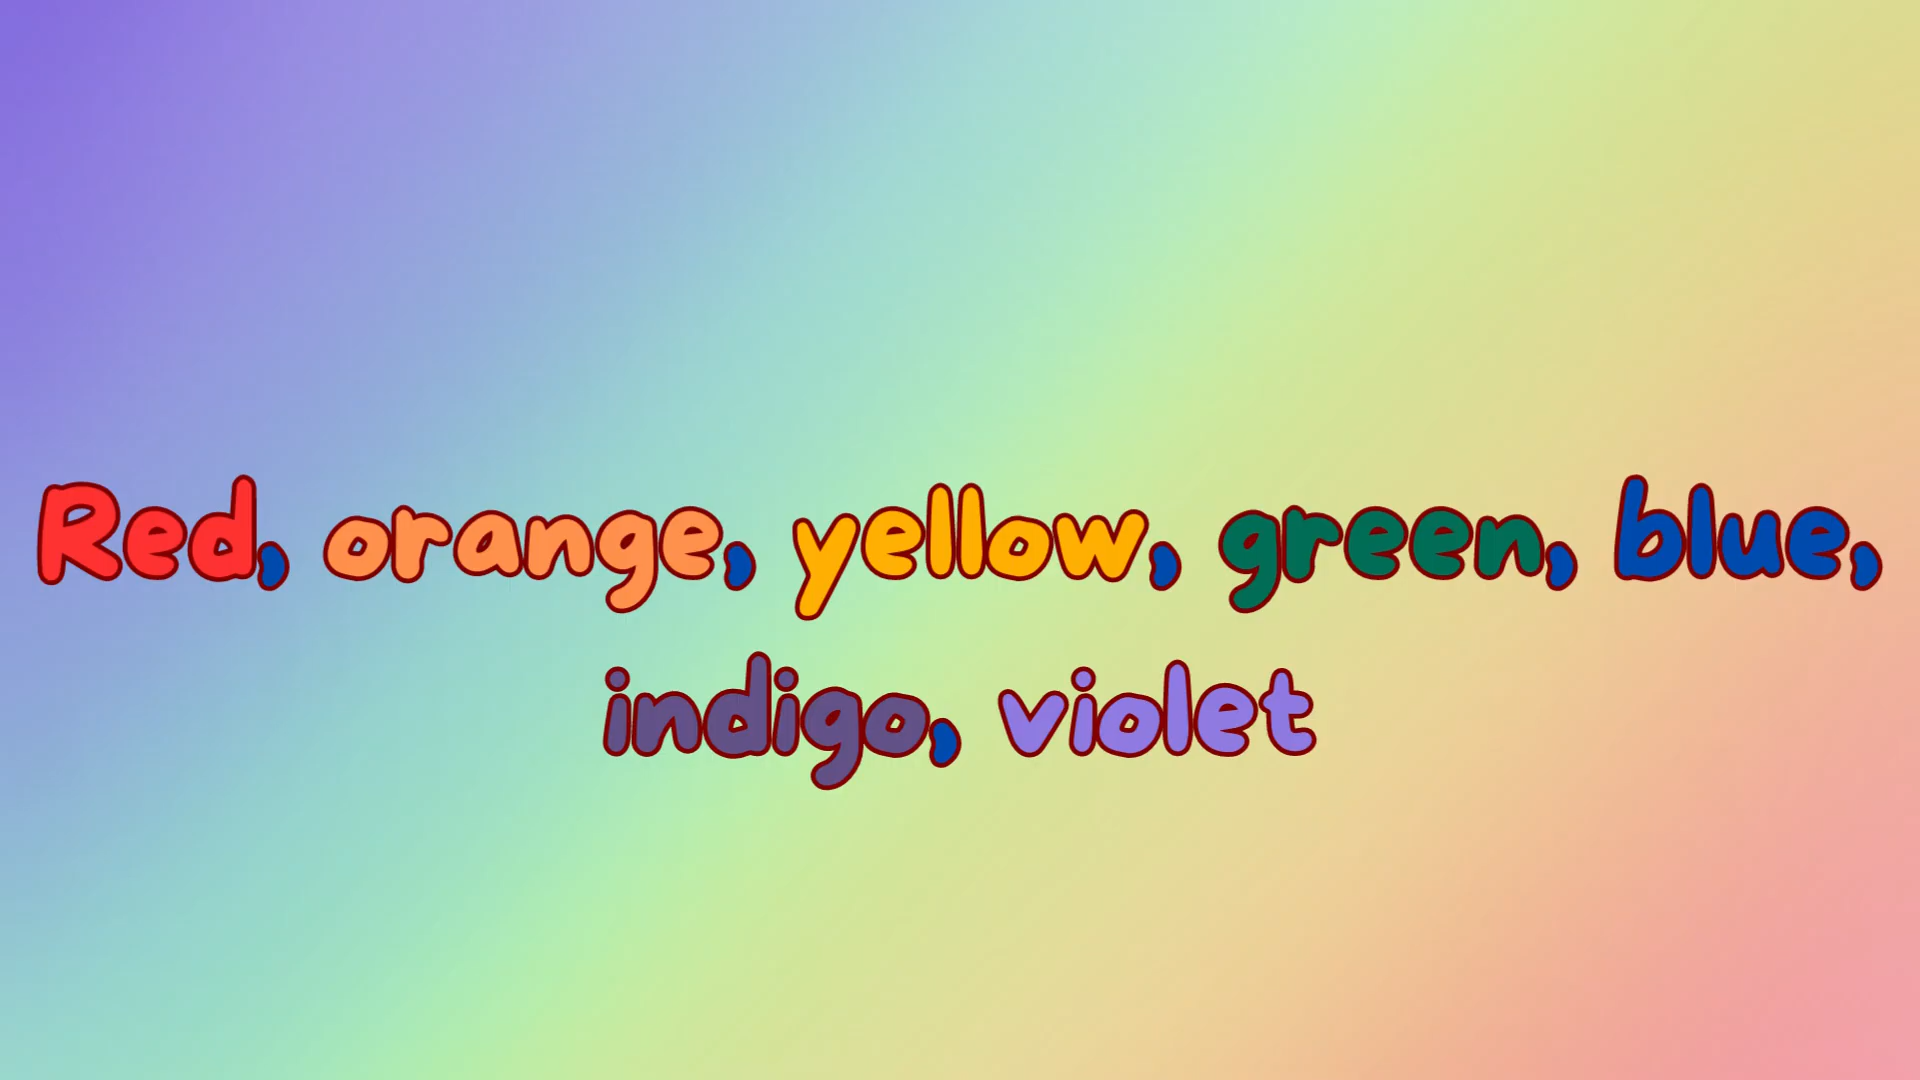 Red, orange, yellow, green, blue,
indigo, violet